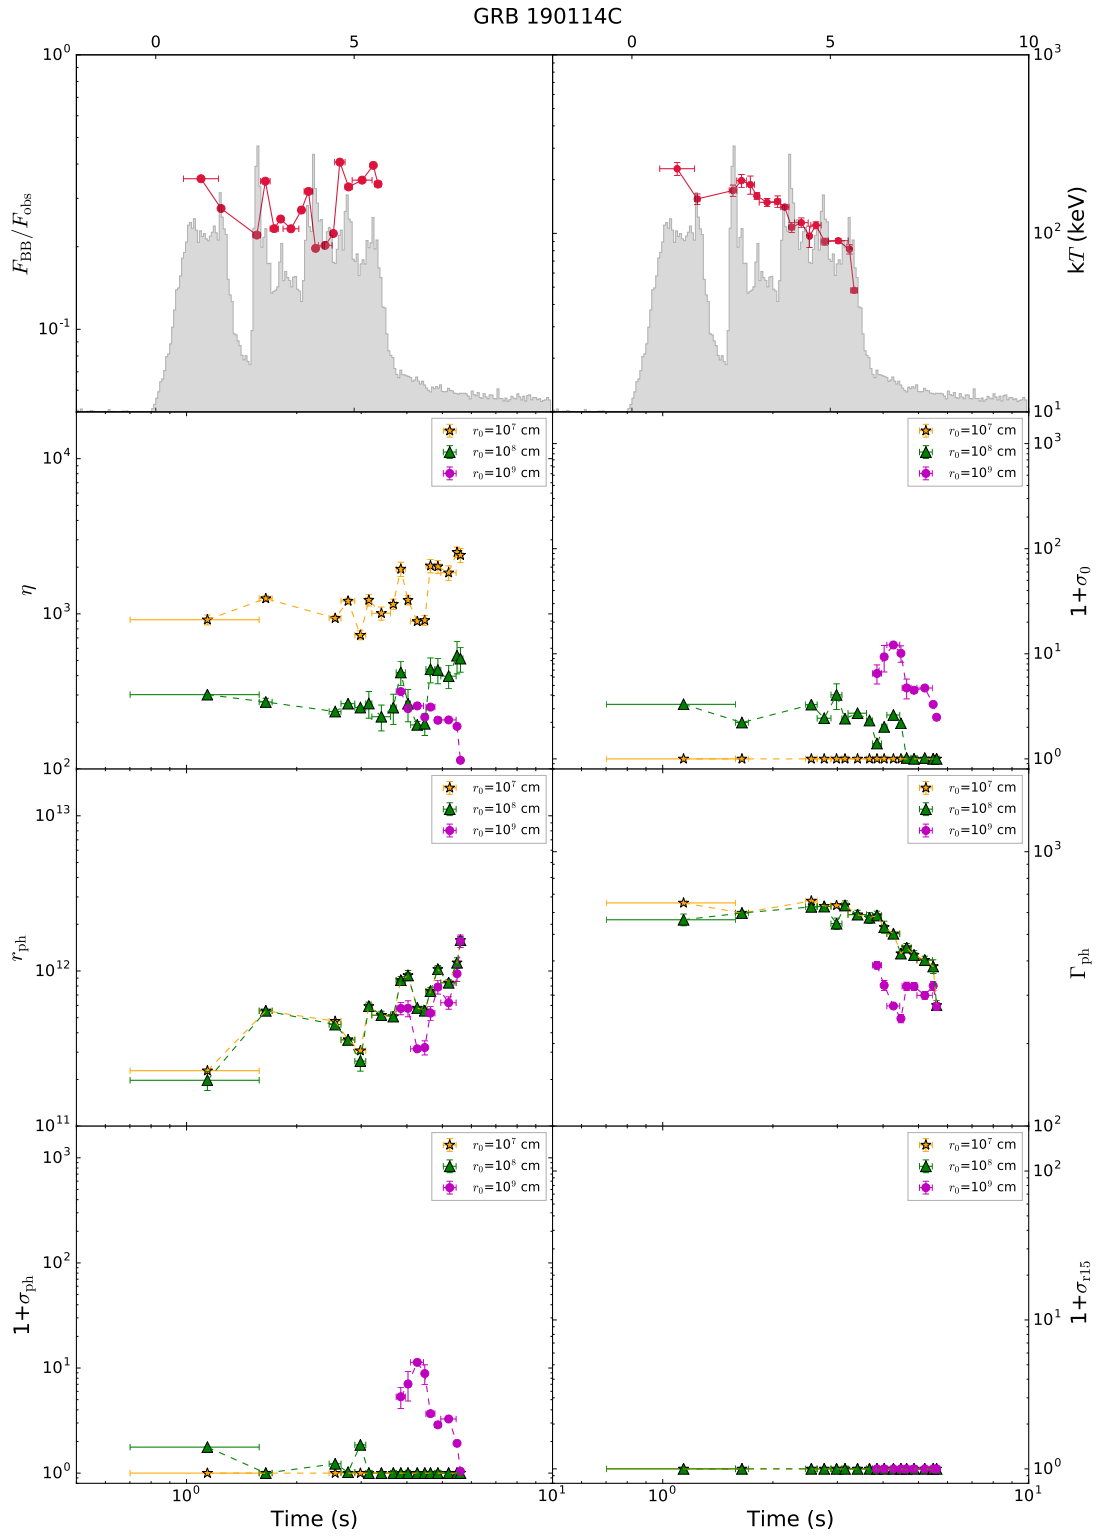 GRB 190114C
0 5 0 5 10
10⁰ 10³
F_BB/F_obs
10² kT (keV)
10⁻¹
10¹
r₀=10⁷ cm r₀=10⁷ cm
10⁴ 10³
r₀=10⁸ cm r₀=10⁸ cm
r₀=10⁹ cm r₀=10⁹ cm
10²
η 1+σ₀
10³
10¹
10² 10⁰
r₀=10⁷ cm r₀=10⁷ cm
r₀=10⁸ cm r₀=10⁸ cm
10¹³
r₀=10⁹ cm r₀=10⁹ cm
10³
r_ph Γ_ph
10¹²
10¹¹ 10²
r₀=10⁷ cm r₀=10⁷ cm
10³
r₀=10⁸ cm r₀=10⁸ cm
10²
r₀=10⁹ cm r₀=10⁹ cm
10²
1+σ_ph 1+σ_r15
10¹
10¹
10⁰ 10⁰
10⁰ 10¹ 10⁰ 10¹
Time (s) Time (s)